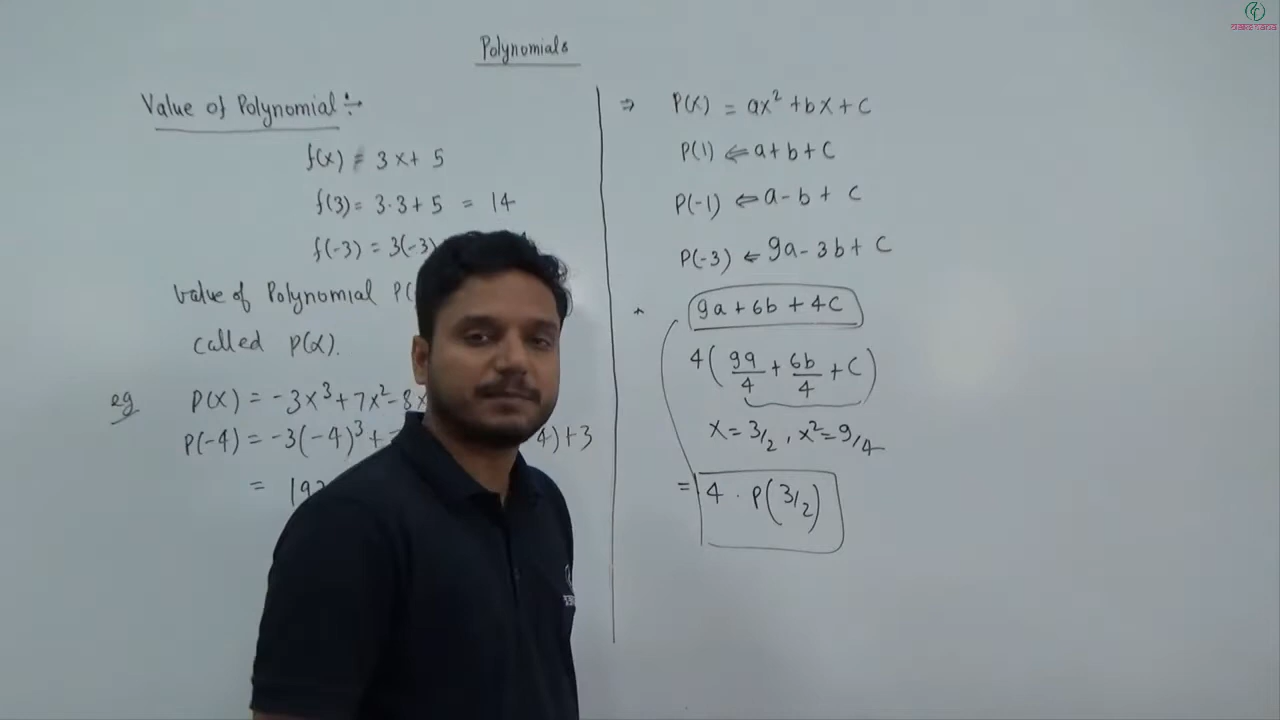 Polynomials
Value of Polynomial :-
f(x) = 3x + 5
f(3) = 3·3 + 5 = 14
f(-3) = 3(-3)
Value of Polynomial P(
called P(α).
eg P(x) = -3x³ + 7x² - 8x
P(-4) = -3(-4)³ + 4) + 3
= 192
⇒ P(x) = ax² + bx + c
P(1) ⇐ a + b + c
P(-1) ⇐ a - b + c
P(-3) ⇐ 9a - 3b + c
9a + 6b + 4c
4(9a/4 + 6b/4 + c)
x = 3/2, x² = 9/4
= 4 · P(3/2)